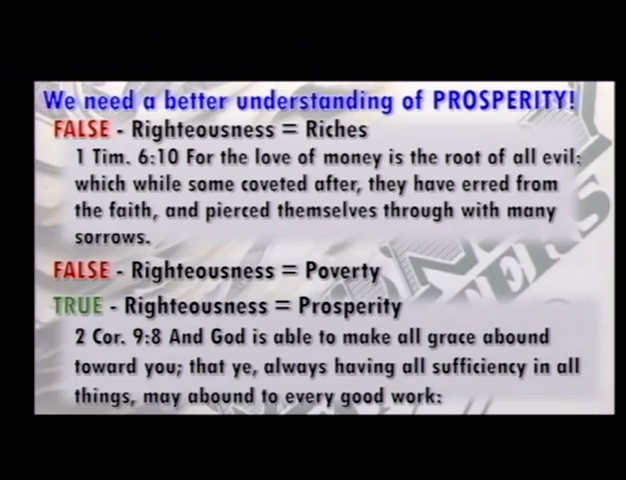 We need a better understanding of PROSPERITY!
FALSE - Righteousness = Riches
1 Tim. 6:10 For the love of money is the root of all evil:
which while some coveted after, they have erred from
the faith, and pierced themselves through with many
sorrows.
FALSE - Righteousness = Poverty
TRUE - Righteousness = Prosperity
2 Cor. 9:8 And God is able to make all grace abound
toward you; that ye, always having all sufficiency in all
things, may abound to every good work: